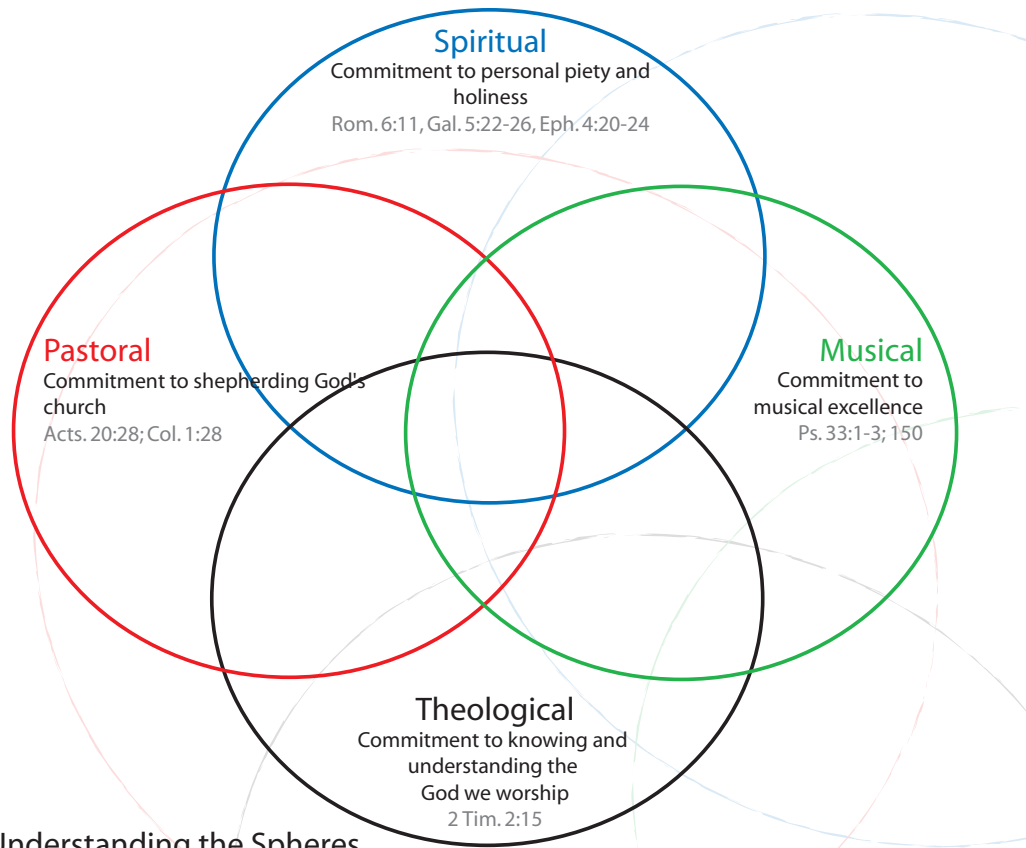 Spiritual
Commitment to personal piety and
holiness
Rom. 6:11, Gal. 5:22-26, Eph. 4:20-24
Pastoral
Commitment to shepherding God's
church
Acts. 20:28; Col. 1:28
Musical
Commitment to
musical excellence
Ps. 33:1-3; 150
Theological
Commitment to knowing and
understanding the
God we worship
2 Tim. 2:15
Understanding the Spheres